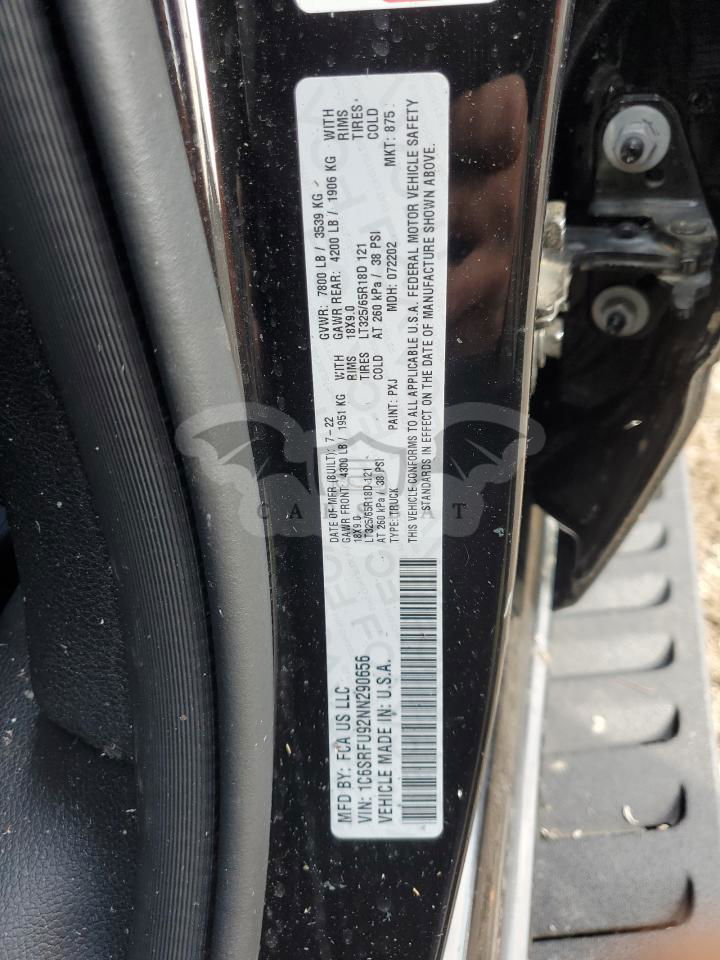 MFD BY: FCA US LLC
DATE OF MFR (BUILT): 7-22
GVWR: 7800 LB / 3539 KG
VIN: 1C6SRFU92NN290656
GAWR FRONT: 4300 LB / 1951 KG WITH
GAWR REAR: 4200 LB / 1906 KG WITH
VEHICLE MADE IN: U.S.A.
18X9.0 RIMS
18X9.0 RIMS
LT325/65R18D 121 TIRES
LT325/65R18D 121 TIRES
AT 260 kPa / 38 PSI COLD
AT 260 kPa / 38 PSI COLD
TYPE: TRUCK
PAINT: PXJ
MDH: 072202
MKT: 875
THIS VEHICLE CONFORMS TO ALL APPLICABLE U.S.A. FEDERAL MOTOR VEHICLE SAFETY
STANDARDS IN EFFECT ON THE DATE OF MANUFACTURE SHOWN ABOVE.